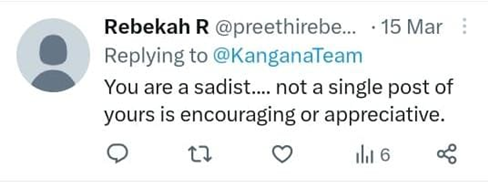 Rebekah R @preethirebe... · 15 Mar
Replying to @KanganaTeam
You are a sadist.... not a single post of
yours is encouraging or appreciative.
6